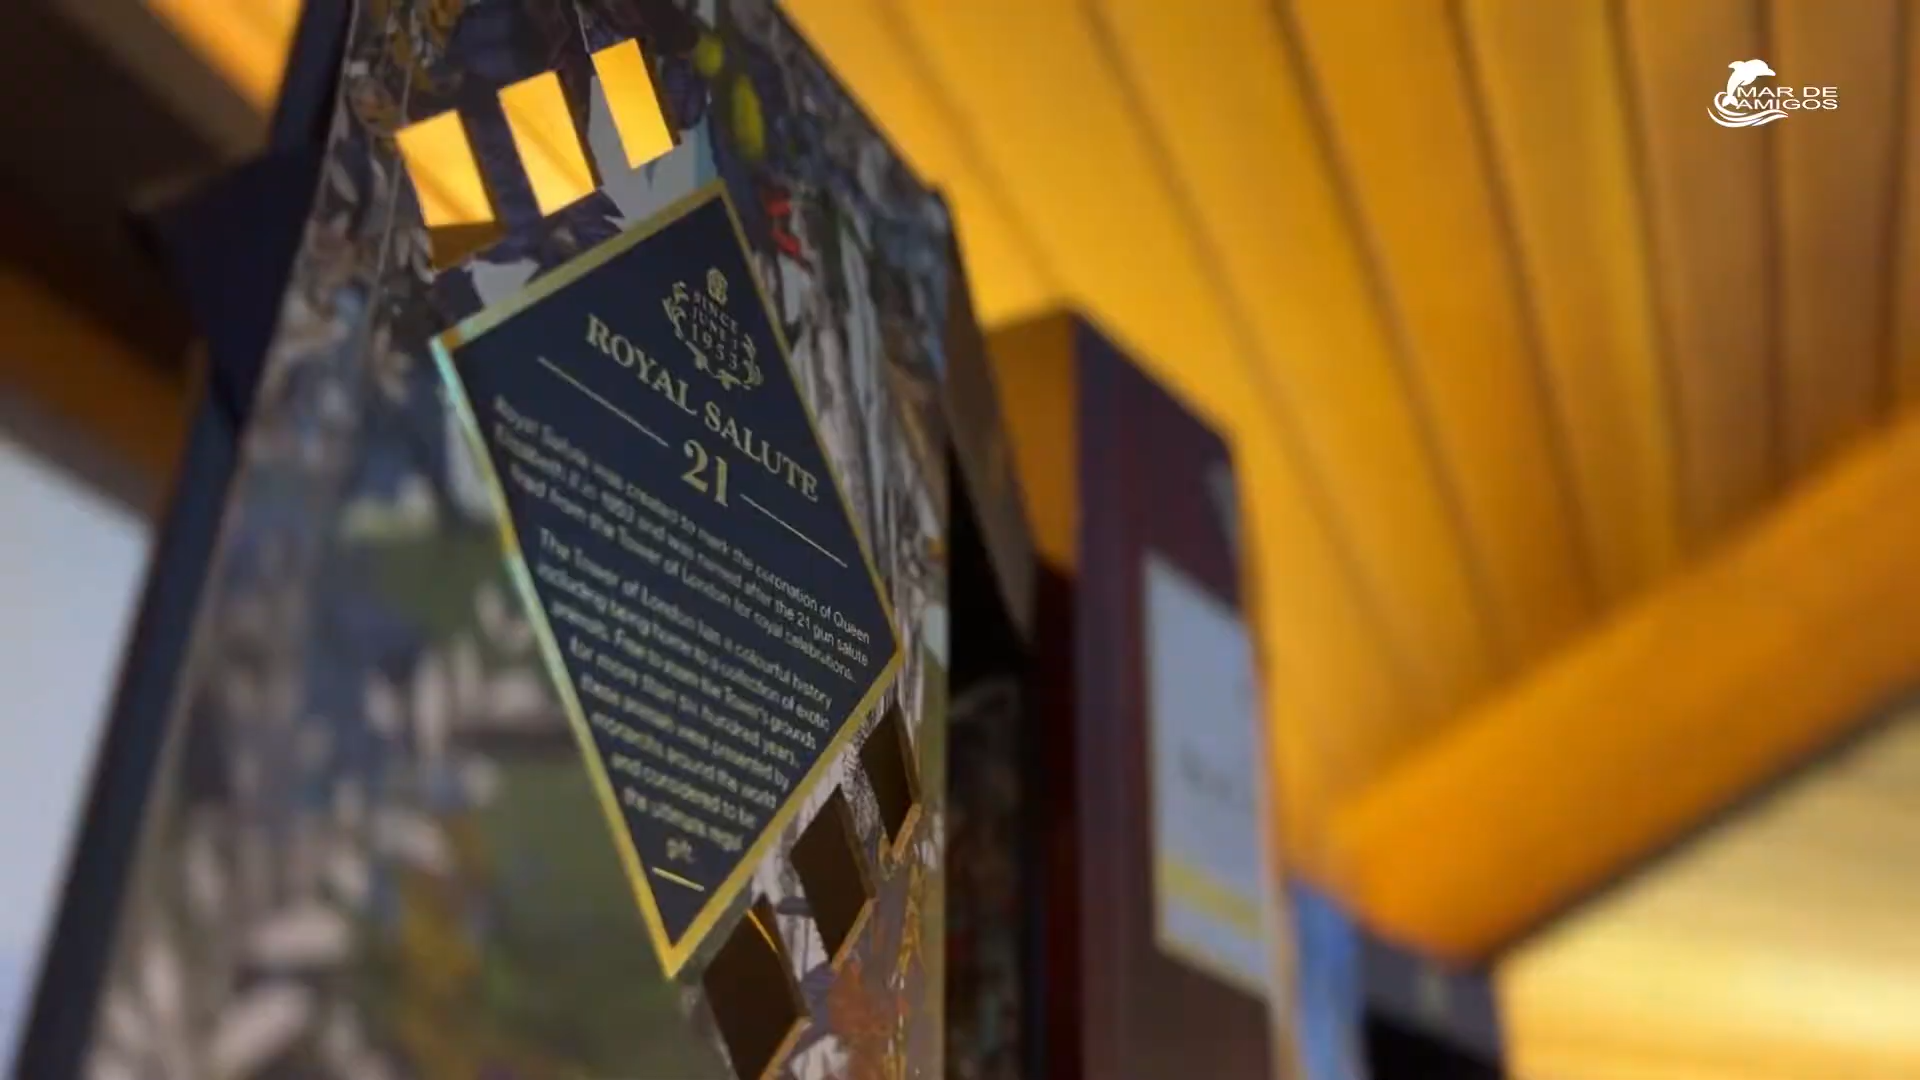 MAR DE
AMIGOS
SINCE
JUNE 2
1953
ROYAL SALUTE
21
Royal Salute was created to mark the coronation of Queen
Elizabeth II in 1953 and was named after the 21 gun salute
fired from the Tower of London for royal celebrations.
The Tower of London has a colourful history
including being home to a collection of exotic
animals. Free to roam the Tower's grounds
for more than six hundred years,
these animals were presented by
monarchs around the world
and considered to be
the ultimate regal
gift.